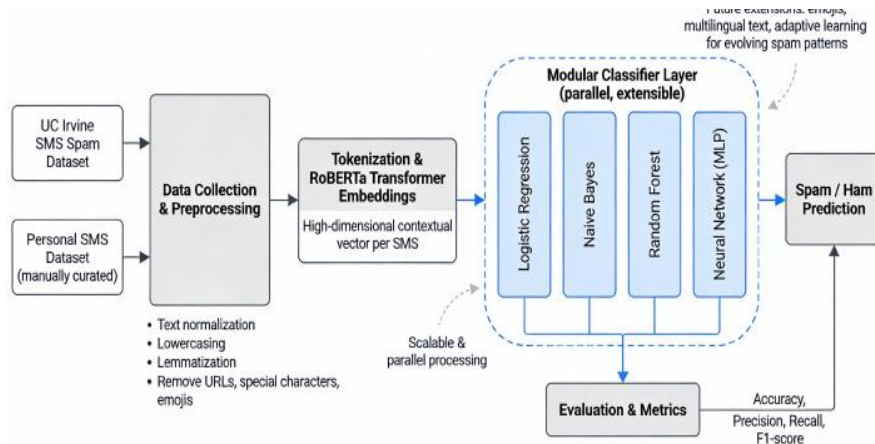 Future extensions: emojis,
multilingual text, adaptive learning
for evolving spam patterns
UC Irvine
SMS Spam
Dataset
Personal SMS
Dataset
(manually curated)
Data Collection
& Preprocessing
• Text normalization
• Lowercasing
• Lemmatization
• Remove URLs, special characters,
emojis
Tokenization &
RoBERTa Transformer
Embeddings
High-dimensional contextual
vector per SMS
Modular Classifier Layer
(parallel, extensible)
Logistic Regression
Naive Bayes
Random Forest
Neural Network (MLP)
Scalable &
parallel processing
Spam / Ham
Prediction
Evaluation & Metrics
Accuracy,
Precision, Recall,
F1-score